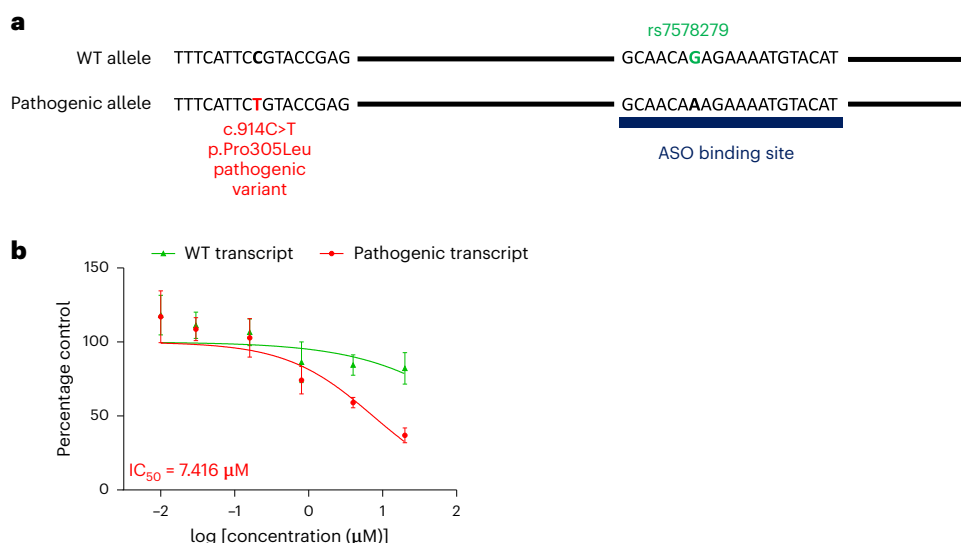 a
rs7578279
WT allele TTTCATTCCGTACCGAG GCAACAGAGAAAATGTACAT
Pathogenic allele TTTCATTCTGTACCGAG GCAACAAAGAAAATGTACAT
c.914C>T
p.Pro305Leu
pathogenic
variant
ASO binding site
b
WT transcript Pathogenic transcript
150
100
50
0
Percentage control
IC50 = 7.416 µM
–2 –1 0 1 2
log [concentration (µM)]